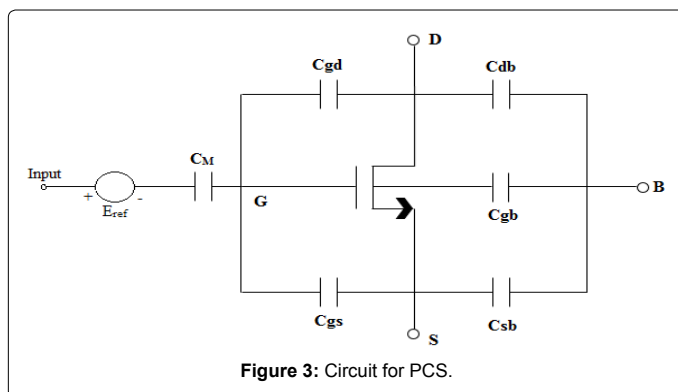 D
Cgd
Cdb
CM
Input
+
-
Eref
G
B
Cgb
Cgs
Csb
S
Figure 3: Circuit for PCS.